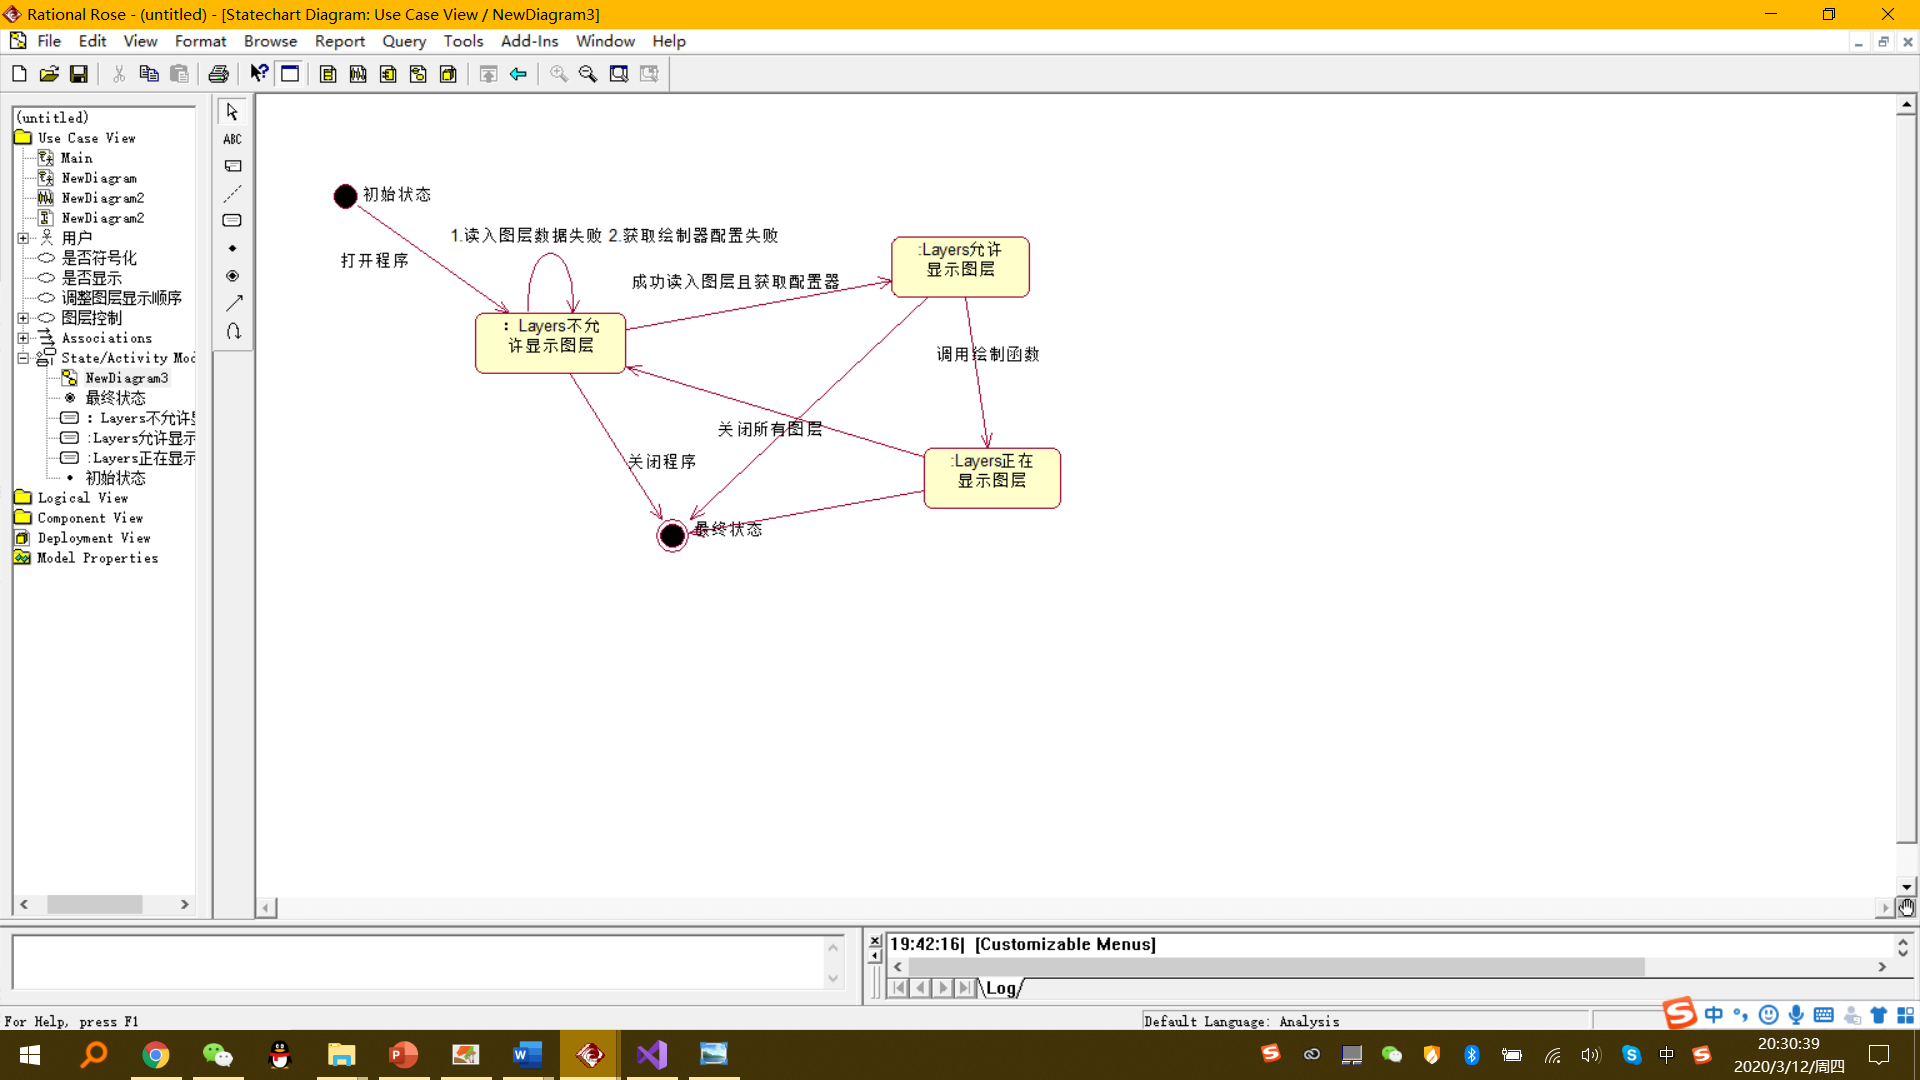 Rational Rose - (untitled) - [Statechart Diagram: Use Case View / NewDiagram3]
File Edit View Format Browse Report Query Tools Add-Ins Window Help
(untitled)
Use Case View
Main
NewDiagram
NewDiagram2
NewDiagram2
用户
是否符号化
是否显示
调整图层显示顺序
图层控制
Associations
State/Activity Mod
NewDiagram3
最终状态
: Layers不允许显
:Layers允许显示
:Layers正在显示
初始状态
Logical View
Component View
Deployment View
Model Properties
ABC
初始状态
打开程序
1.读入图层数据失败 2.获取绘制器配置失败
成功读入图层且获取配置器
:Layers允许
显示图层
: Layers不允
许显示图层
调用绘制函数
关闭所有图层
关闭程序
:Layers正在
显示图层
最终状态
19:42:16| [Customizable Menus]
Log
For Help, press F1
Default Language: Analysis
中
中
20:30:39
2020/3/12/周四